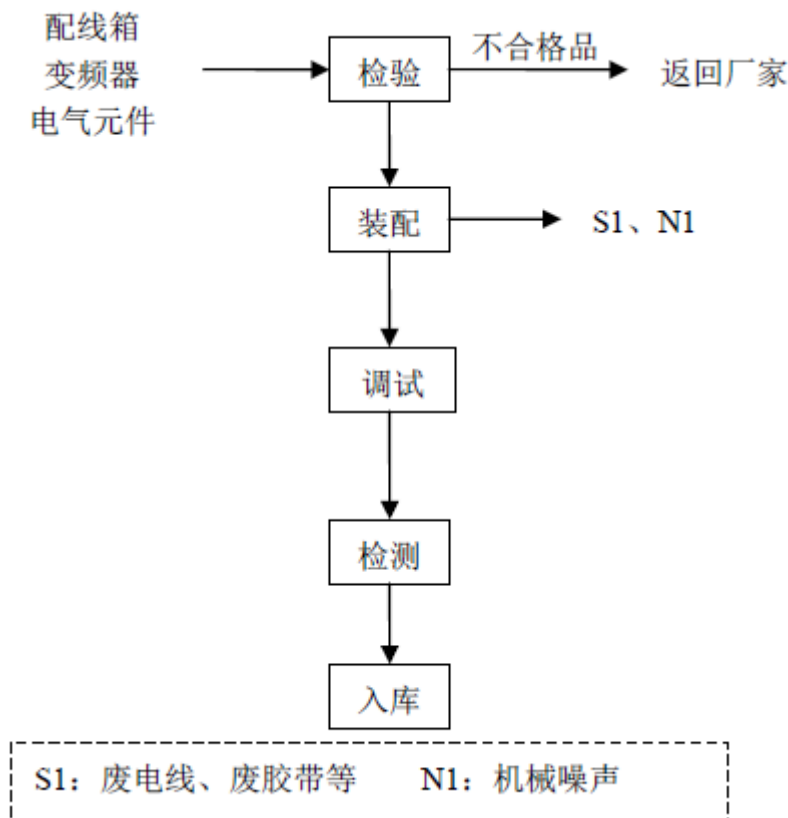 配线箱
变频器
电气元件
检验
不合格品
返回厂家
装配
S1、N1
调试
检测
入库
S1：废电线、废胶带等 N1：机械噪声